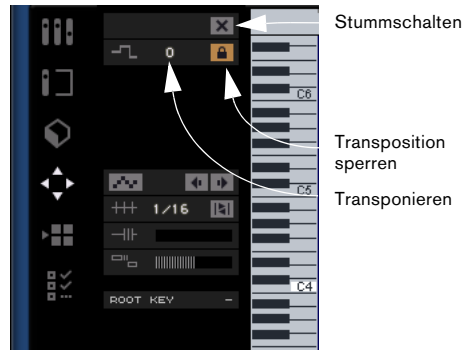 Stummschalten
0
C6
Transposition
sperren
C5
Transponieren
1/16
C4
ROOT KEY –